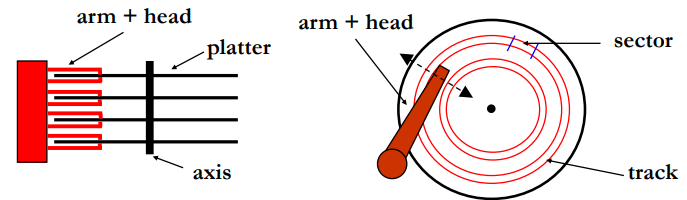 arm + head
platter
axis
arm + head
sector
track